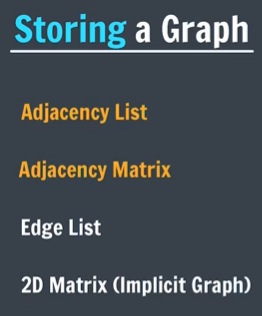 Storing a Graph
Adjacency List
Adjacency Matrix
Edge List
2D Matrix (Implicit Graph)